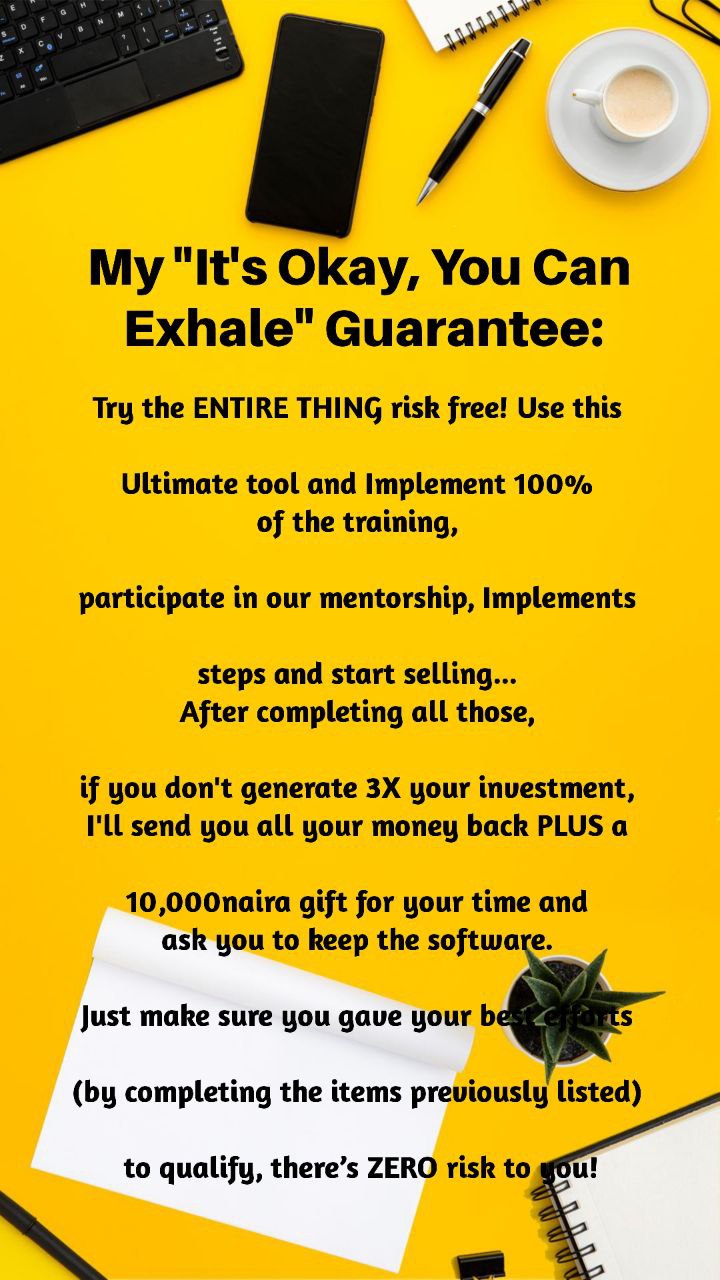 My "It's Okay, You Can
Exhale" Guarantee:
Try the ENTIRE THING risk free! Use this
Ultimate tool and Implement 100%
of the training,
participate in our mentorship, Implements
steps and start selling...
After completing all those,
if you don't generate 3X your investment,
I'll send you all your money back PLUS a
10,000naira gift for your time and
ask you to keep the software.
Just make sure you gave your best efforts
(by completing the items previously listed)
to qualify, there’s ZERO risk to you!